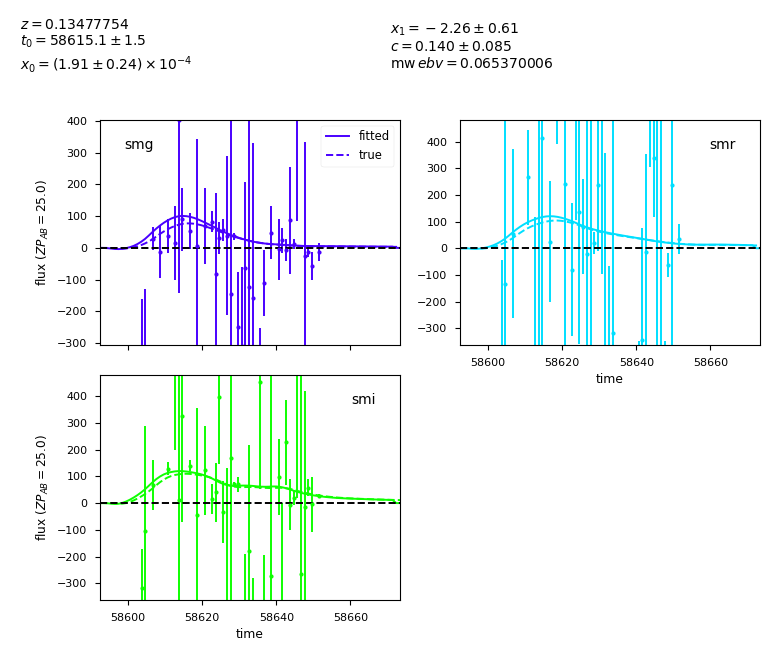 z = 0.13477754
t0 = 58615.1 ± 1.5
x0 = (1.91 ± 0.24) × 10^−4
x1 = −2.26 ± 0.61
c = 0.140 ± 0.085
mw ebv = 0.065370006
400
300
200
100
0
−100
−200
−300
flux (ZP_AB = 25.0)
smg
fitted
true
400
300
200
100
0
−100
−200
−300
smr
58600
58620
58640
58660
time
400
300
200
100
0
−100
−200
−300
flux (ZP_AB = 25.0)
smi
58600
58620
58640
58660
time